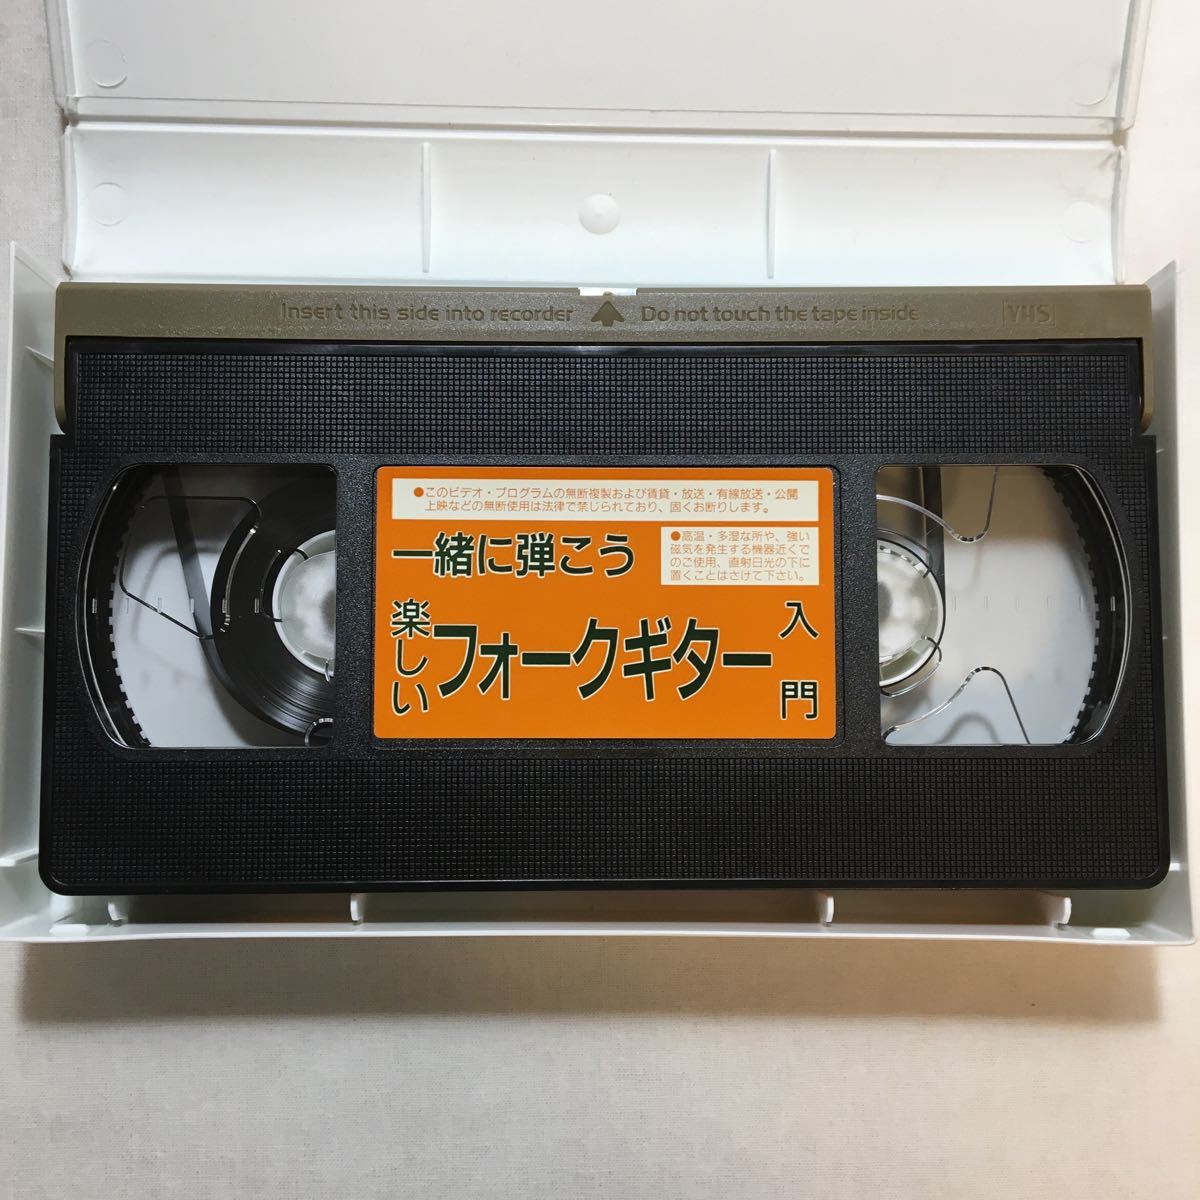 Insert this side into recorder Do not touch the tape inside VHS
●このビデオ・プログラムの無断複製および賃貸・放送・有線放送・公開
上映などの無断使用は法律で禁じられており、固くお断りします。
一緒に弾こう
●高温・多湿な所や、強い
磁気を発生する機器近くで
のご使用、直射日光の下に
置くことはさけて下さい。
楽しい
フォークギター
入門